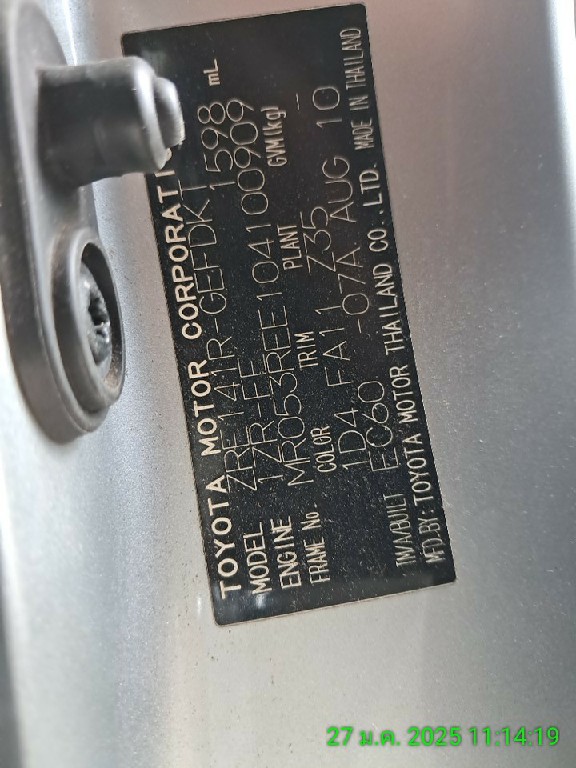 TOYOTA MOTOR CORPORATI
MODEL ZRE141R-GEFDKT
ENGINE 1ZR-FE 1598 mL
FRAME No. MR053REE104100909
COLOR TRIM PLANT GVM(kg)
1D4 FA11 Z35 -
T/M/A/BUILT EC60 -07A AUG 10
MFD.BY: TOYOTA MOTOR THAILAND CO.,LTD. MADE IN THAILAND
27 ม.ค. 2025 11:14:19